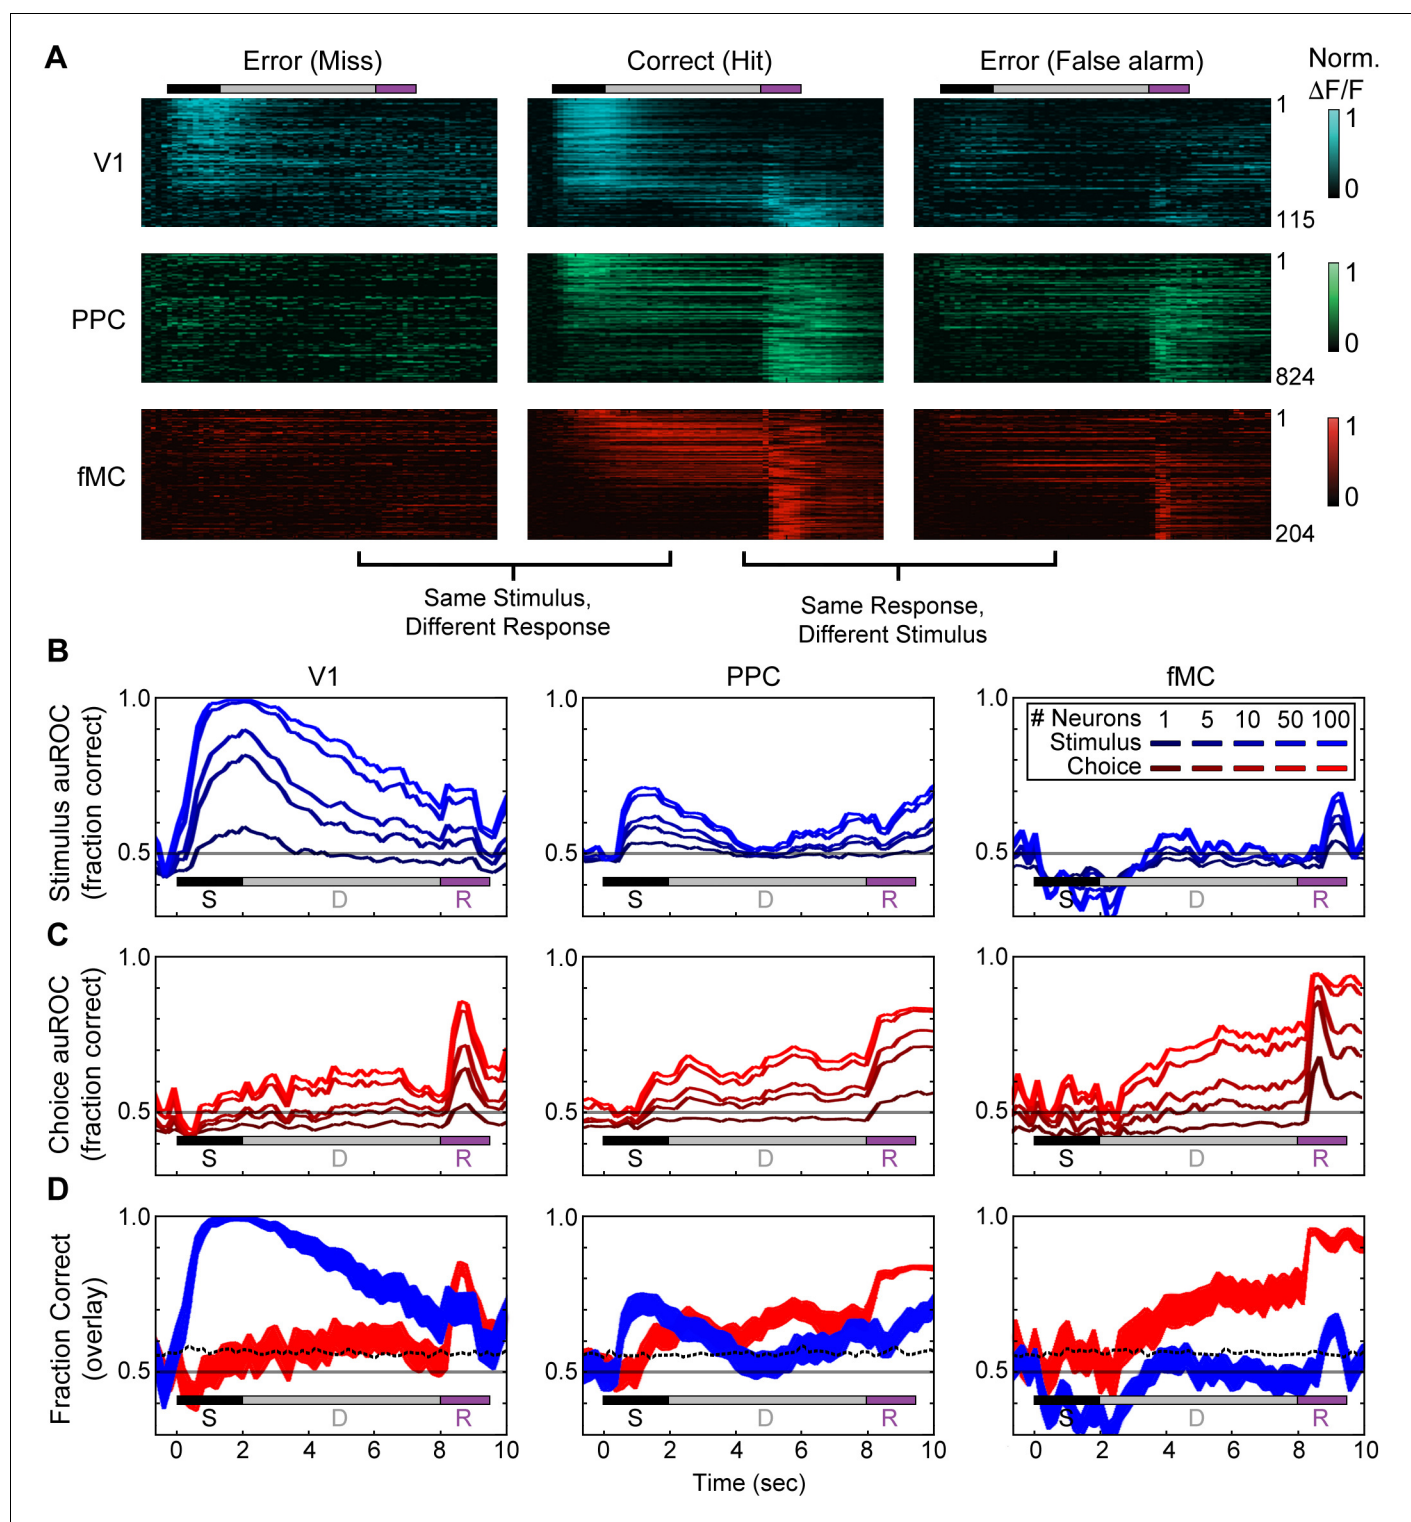 A
Error (Miss)
Correct (Hit)
Error (False alarm)
Norm.
ΔF/F
V1
1
115
1
0
PPC
1
824
1
0
fMC
1
204
1
0
Same Stimulus,
Different Response
Same Response,
Different Stimulus
B
V1
PPC
fMC
Stimulus auROC
(fraction correct)
1.0
0.5
S
D
R
1.0
0.5
S
D
R
1.0
0.5
S
D
R
# Neurons 1 5 10 50 100
Stimulus
Choice
C
Choice auROC
(fraction correct)
1.0
0.5
S
D
R
1.0
0.5
S
D
R
1.0
0.5
S
D
R
D
Fraction Correct
(overlay)
1.0
0.5
S
D
R
1.0
0.5
S
D
R
1.0
0.5
S
D
R
0 2 4 6 8 10
0 2 4 6 8 10
0 2 4 6 8 10
Time (sec)